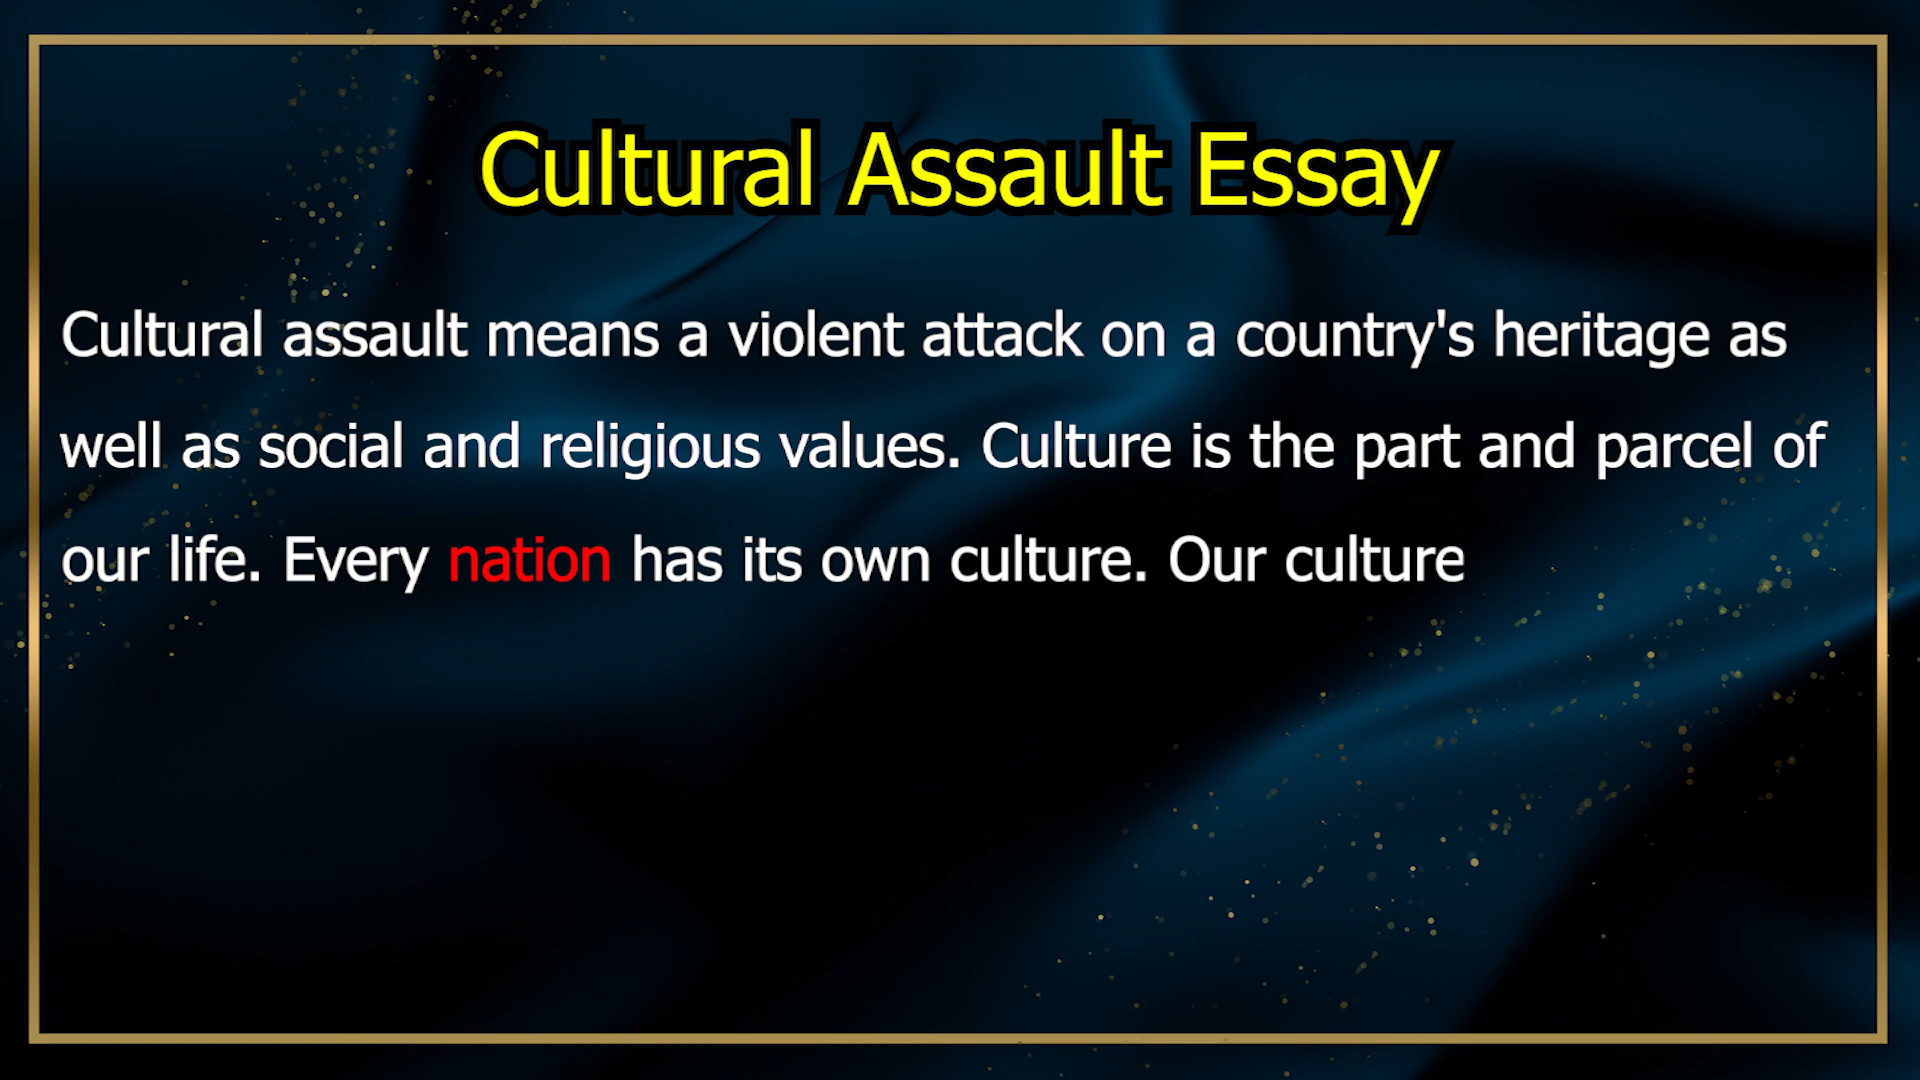 Cultural Assault Essay
Cultural assault means a violent attack on a country's heritage as
well as social and religious values. Culture is the part and parcel of
our life. Every nation has its own culture. Our culture